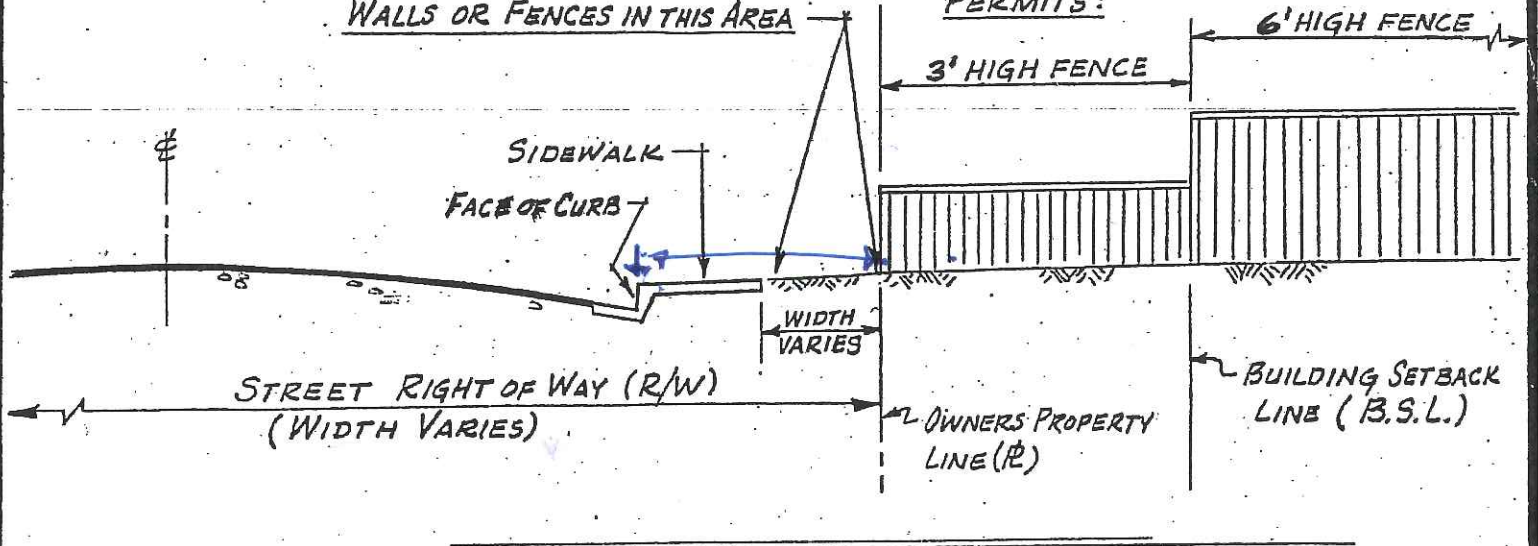 WALLS OR FENCES IN THIS AREA
PERMITS:
6' HIGH FENCE
3' HIGH FENCE
℄
SIDEWALK
FACE OF CURB
WIDTH
VARIES
STREET RIGHT OF WAY (R/W)
(WIDTH VARIES)
OWNERS PROPERTY
LINE (PL)
BUILDING SETBACK
LINE (B.S.L.)